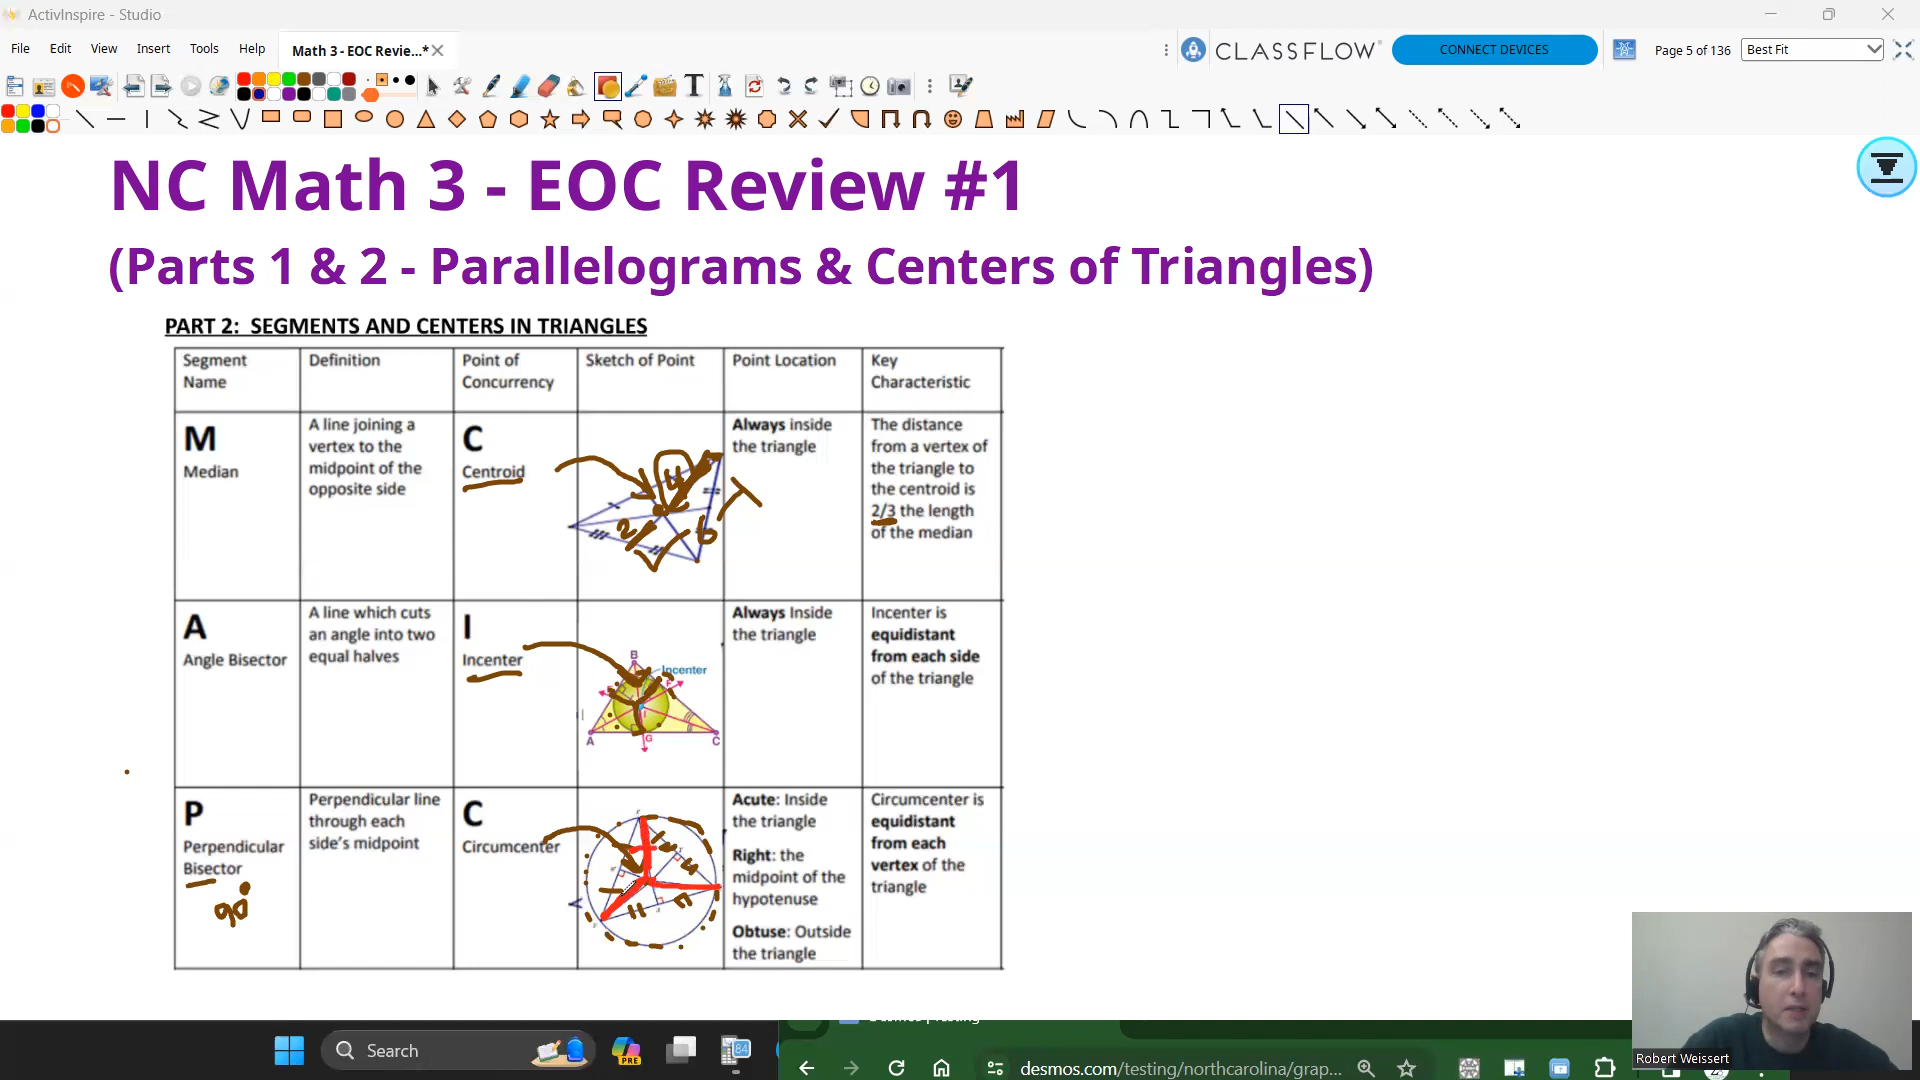 ActivInspire - Studio
File Edit View Insert Tools Help
Math 3 - EOC Revie...*
CLASSFLOW
CONNECT DEVICES
Page 5 of 136
Best Fit
NC Math 3 - EOC Review #1
(Parts 1 & 2 - Parallelograms & Centers of Triangles)
PART 2: SEGMENTS AND CENTERS IN TRIANGLES
Segment
Name
Definition
Point of
Concurrency
Sketch of Point
Point Location
Key
Characteristic
M
Median
A line joining a
vertex to the
midpoint of the
opposite side
C
Centroid
4
2
6
Always inside
the triangle
The distance
from a vertex of
the triangle to
the centroid is
2/3 the length
of the median
A
Angle Bisector
A line which cuts
an angle into two
equal halves
I
Incenter
B
Incenter
F
I
A
G
C
Always Inside
the triangle
Incenter is
equidistant
from each side
of the triangle
P
Perpendicular
Bisector
90°
Perpendicular line
through each
side's midpoint
C
Circumcenter
Acute: Inside
the triangle
Right: the
midpoint of the
hypotenuse
Obtuse: Outside
the triangle
Circumcenter is
equidistant
from each
vertex of the
triangle
Robert Weissert
Search
PRE
84
desmos.com/testing/northcarolina/grap...